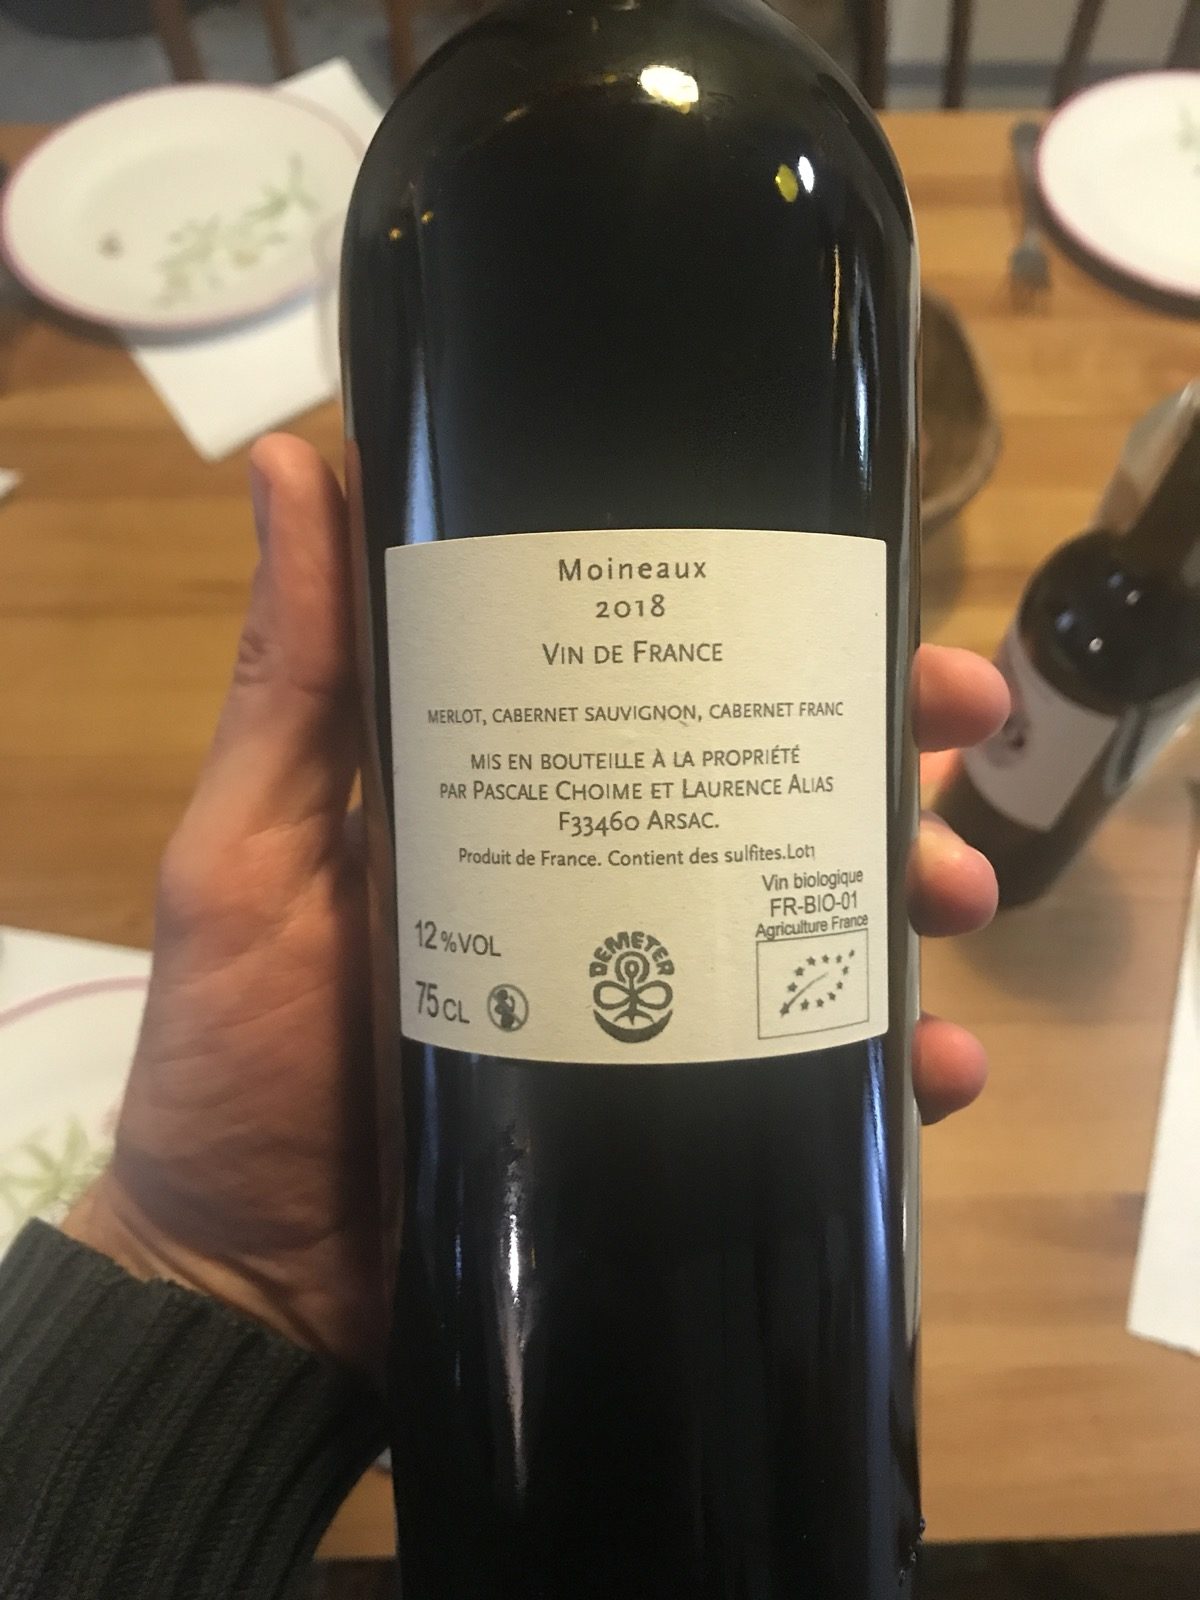 Moineaux
2018
VIN DE FRANCE
MERLOT, CABERNET SAUVIGNON, CABERNET FRANC
MIS EN BOUTEILLE À LA PROPRIÉTÉ
PAR PASCALE CHOIME ET LAURENCE ALIAS
F33460 ARSAC.
Produit de France. Contient des sulfites.Lot1
Vin biologique
FR-BIO-01
Agriculture France
12%VOL
DEMETER
75CL